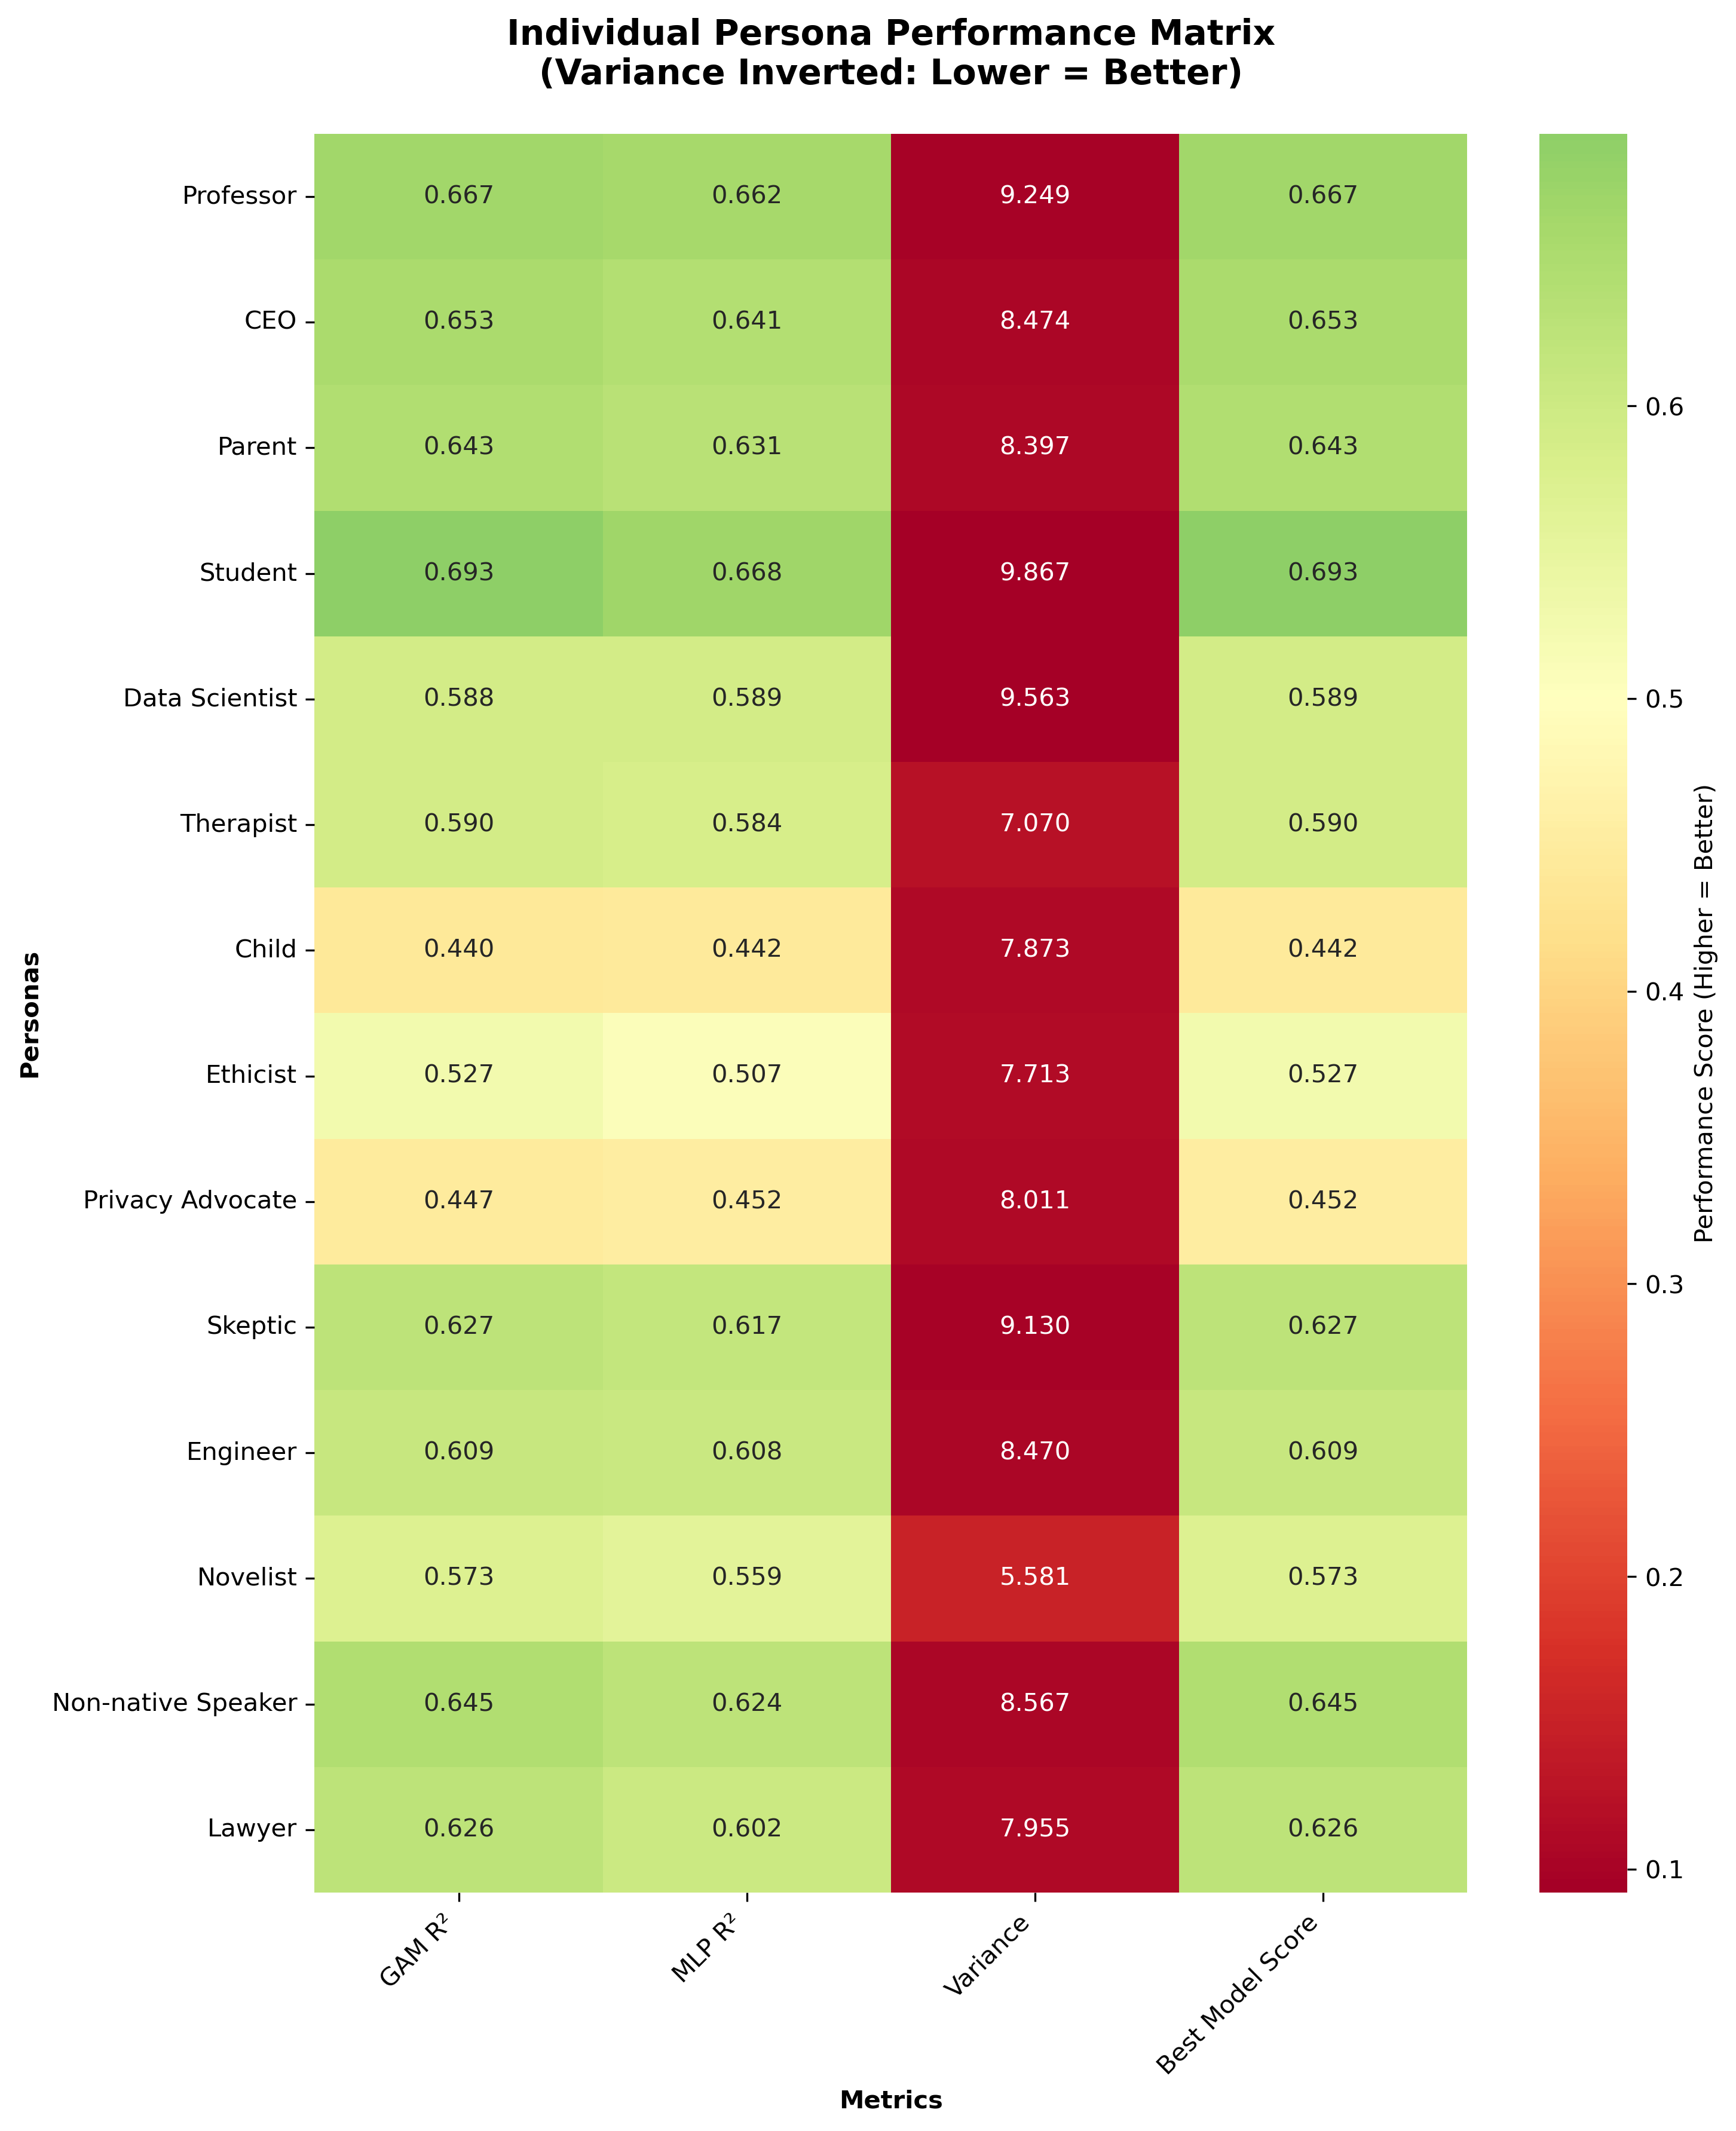 Individual Persona Performance Matrix
(Variance Inverted: Lower = Better)
Professor 0.667 0.662 9.249 0.667
CEO 0.653 0.641 8.474 0.653
Parent 0.643 0.631 8.397 0.643
Student 0.693 0.668 9.867 0.693
Data Scientist 0.588 0.589 9.563 0.589
Therapist 0.590 0.584 7.070 0.590
Child 0.440 0.442 7.873 0.442
Ethicist 0.527 0.507 7.713 0.527
Privacy Advocate 0.447 0.452 8.011 0.452
Skeptic 0.627 0.617 9.130 0.627
Engineer 0.609 0.608 8.470 0.609
Novelist 0.573 0.559 5.581 0.573
Non-native Speaker 0.645 0.624 8.567 0.645
Lawyer 0.626 0.602 7.955 0.626
GAM R² MLP R² Variance Best Model Score
Metrics
Personas
0.6
0.5
0.4
0.3
0.2
0.1
Performance Score (Higher = Better)